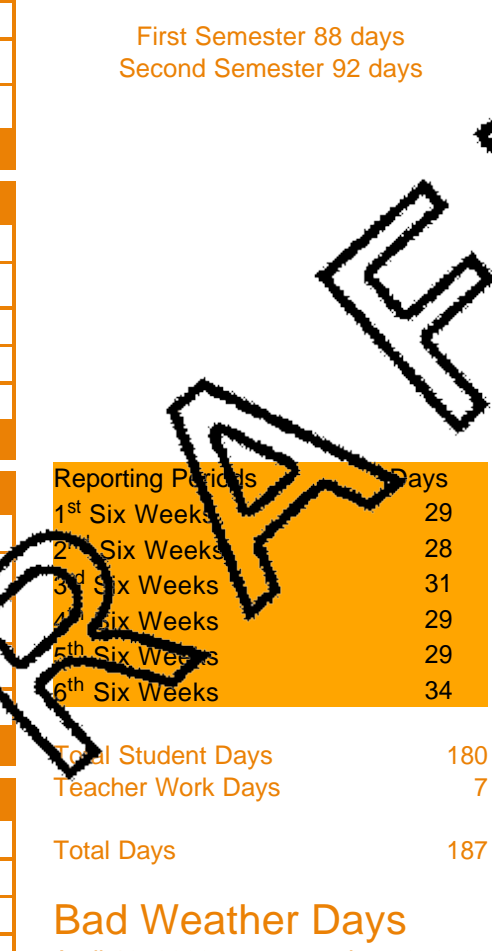 First Semester 88 days
Second Semester 92 days
Reporting Periods Days
1st Six Weeks 29
2nd Six Weeks 28
3rd Six Weeks 31
4th Six Weeks 29
5th Six Weeks 29
6th Six Weeks 34
Total Student Days 180
Teacher Work Days 7
Total Days 187
Bad Weather Days
RAF